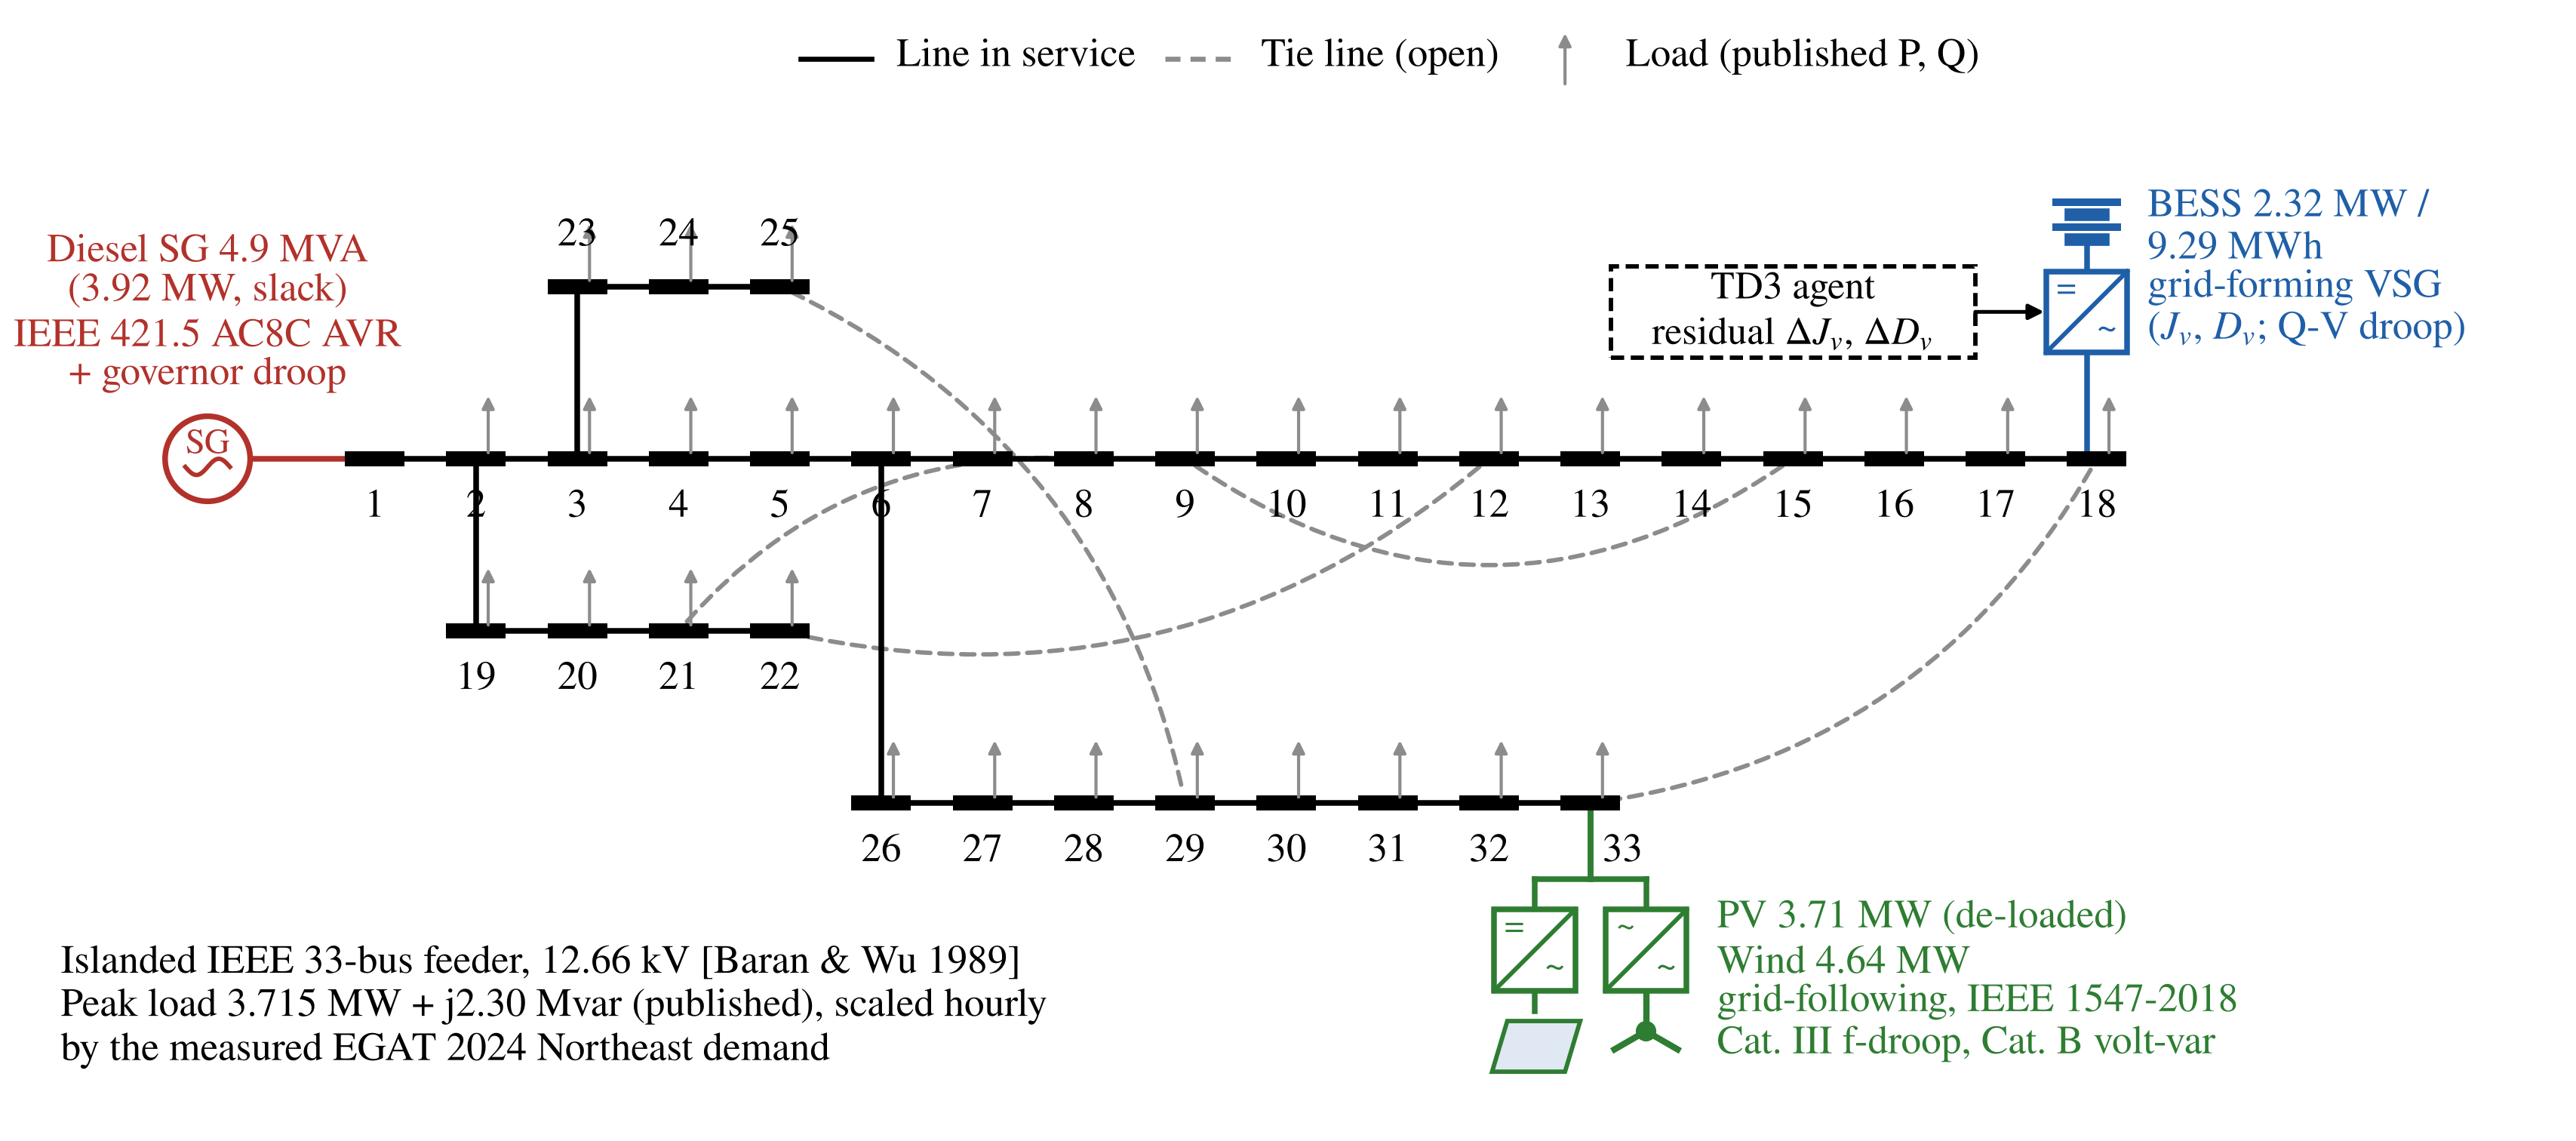 Line in service
Tie line (open)
Load (published P, Q)
Diesel SG 4.9 MVA
(3.92 MW, slack)
IEEE 421.5 AC8C AVR
+ governor droop
SG
23 24 25
TD3 agent
residual ΔJᵥ, ΔDᵥ
BESS 2.32 MW /
9.29 MWh
grid-forming VSG
(Jᵥ, Dᵥ; Q-V droop)
=
~
1 2 3 4 5 6 7 8 9 10 11 12 13 14 15 16 17 18
19 20 21 22
26 27 28 29 30 31 32 33
=
~
~
~
PV 3.71 MW (de-loaded)
Wind 4.64 MW
grid-following, IEEE 1547-2018
Cat. III f-droop, Cat. B volt-var
Islanded IEEE 33-bus feeder, 12.66 kV [Baran & Wu 1989]
Peak load 3.715 MW + j2.30 Mvar (published), scaled hourly
by the measured EGAT 2024 Northeast demand